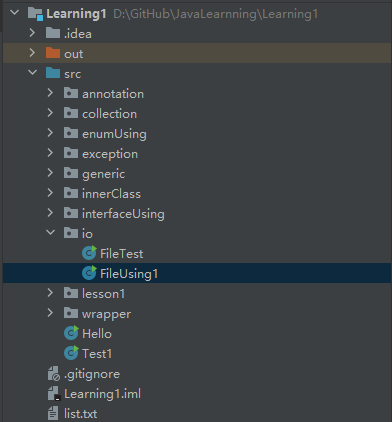 Learning1 D:\GitHub\JavaLearnning\Learning1
.idea
out
src
annotation
collection
enumUsing
exception
generic
innerClass
interfaceUsing
io
FileTest
FileUsing1
lesson1
wrapper
Hello
Test1
.gitignore
Learning1.iml
list.txt